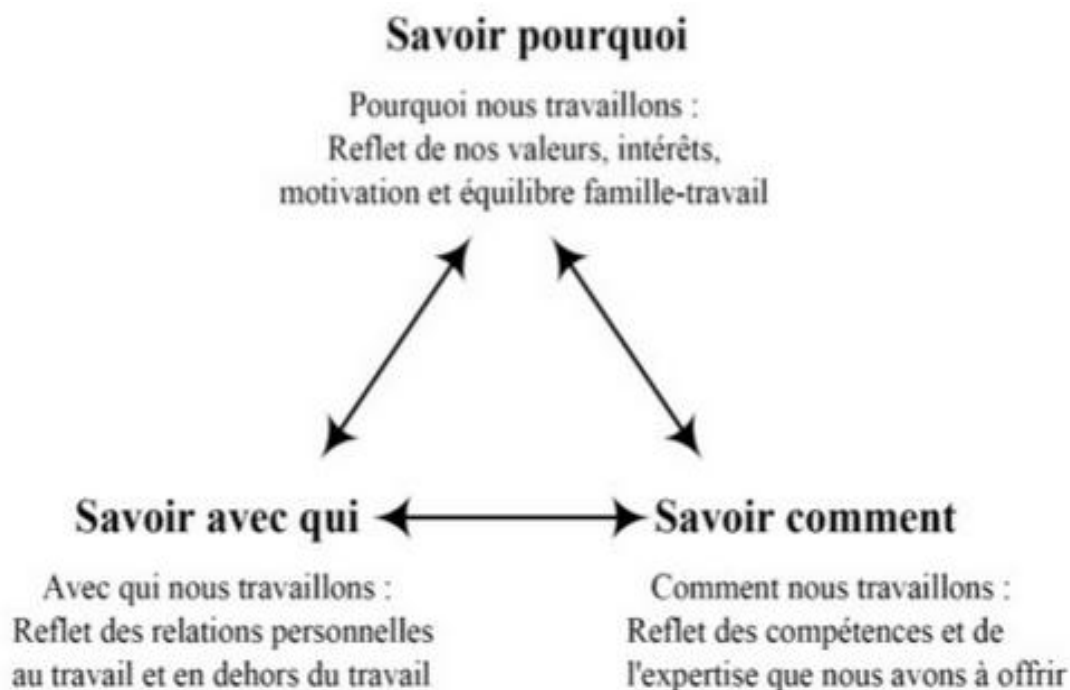 Savoir pourquoi
Pourquoi nous travaillons :
Reflet de nos valeurs, intérêts,
motivation et équilibre famille-travail
Savoir avec qui
Savoir comment
Avec qui nous travaillons :
Reflet des relations personnelles
au travail et en dehors du travail
Comment nous travaillons :
Reflet des compétences et de
l'expertise que nous avons à offrir